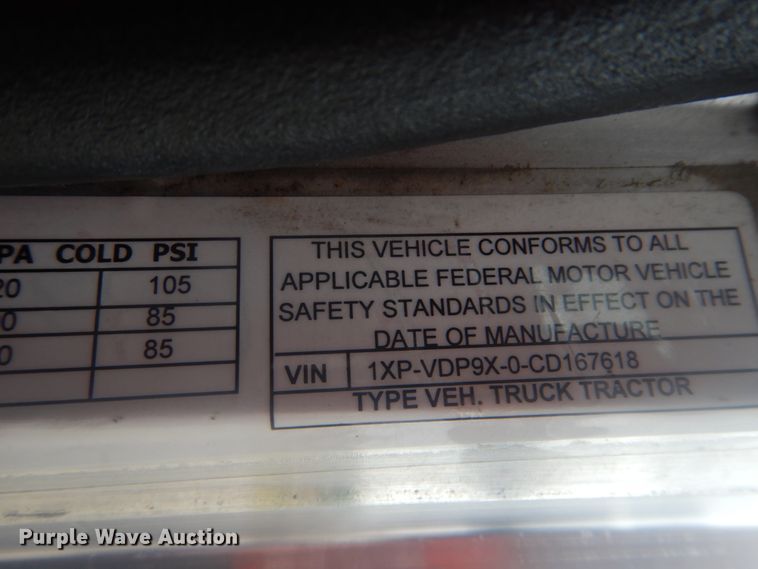 PA COLD PSI
20 105
0 85
0 85
THIS VEHICLE CONFORMS TO ALL
APPLICABLE FEDERAL MOTOR VEHICLE
SAFETY STANDARDS IN EFFECT ON THE
DATE OF MANUFACTURE
VIN 1XP-VDP9X-0-CD167618
TYPE VEH. TRUCK TRACTOR
Purple Wave Auction